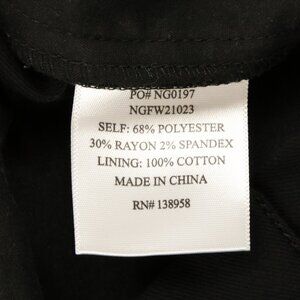 PO# NG0197
NGFW21023
SELF: 68% POLYESTER
30% RAYON 2% SPANDEX
LINING: 100% COTTON
MADE IN CHINA
RN# 138958